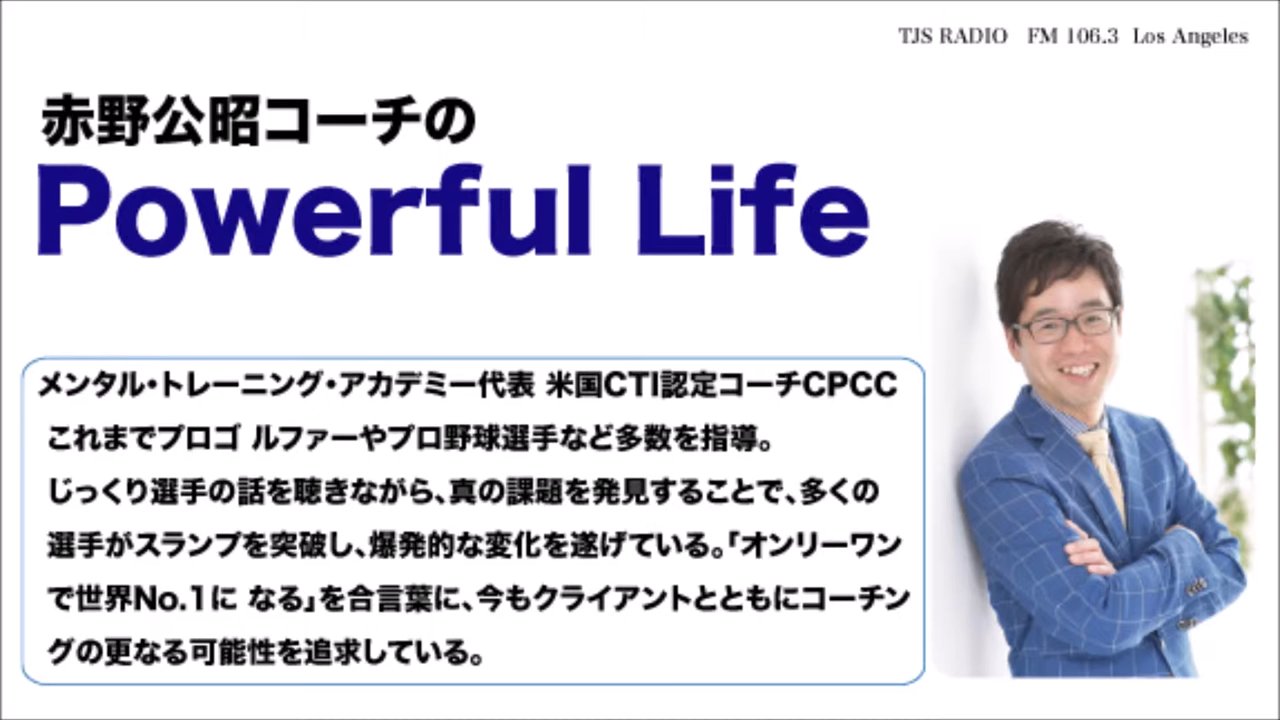 TJS RADIO FM 106.3 Los Angeles
赤野公昭コーチの
Powerful Life
メンタル・トレーニング・アカデミー代表 米国CTI認定コーチCPCC
これまでプロゴ ルファーやプロ野球選手など多数を指導。
じっくり選手の話を聴きながら、真の課題を発見することで、多くの
選手がスランプを突破し、爆発的な変化を遂げている。「オンリーワン
で世界No.1に なる」を合言葉に、今もクライアントとともにコーチン
グの更なる可能性を追求している。